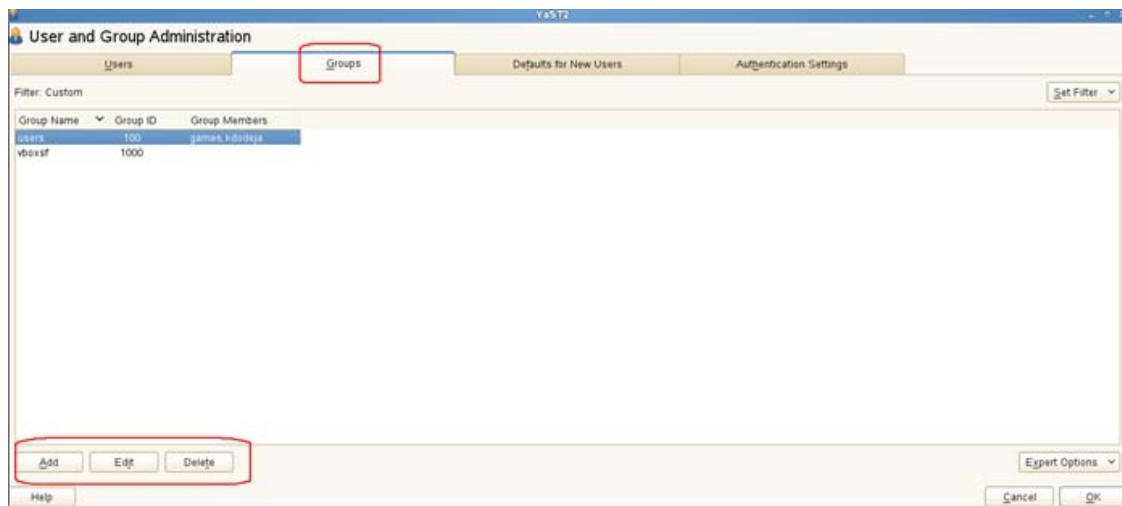 YaST2
User and Group Administration
Users Groups Defaults for New Users Authentication Settings
Filter: Custom Set Filter
Group Name Group ID Group Members
users 100 games,kdodeja
vboxsf 1000
Add Edit Delete Expert Options
Help Cancel OK